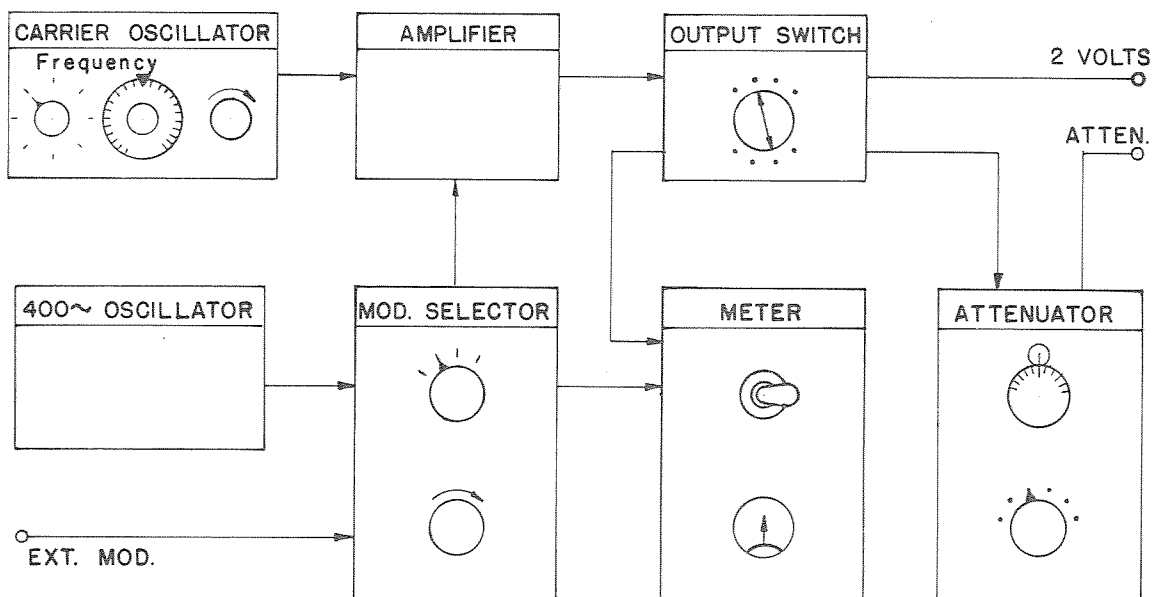 CARRIER OSCILLATOR
Frequency
AMPLIFIER
OUTPUT SWITCH
2 VOLTS
ATTEN.
400~ OSCILLATOR
MOD. SELECTOR
METER
ATTENUATOR
EXT. MOD.